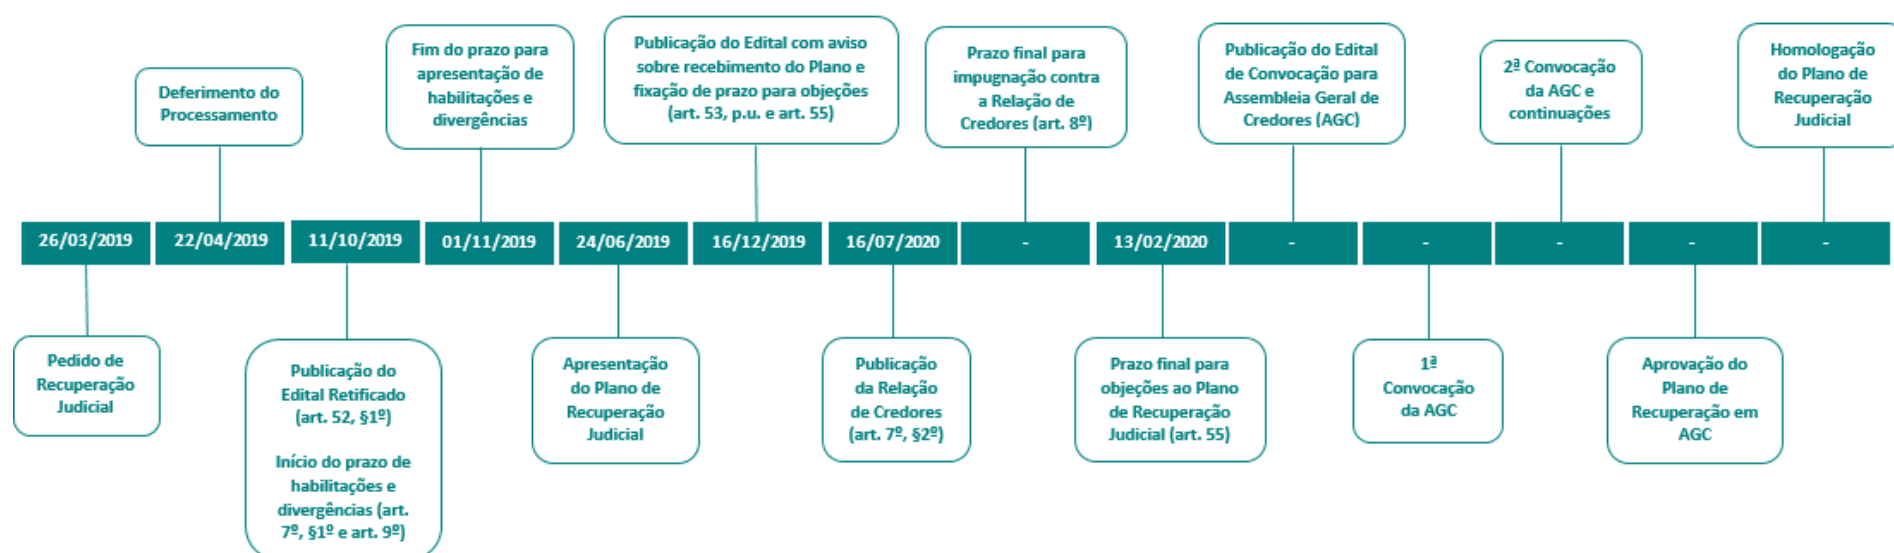 Deferimento do
Processamento
Fim do prazo para
apresentação de
habilitações e
divergências
Publicação do Edital com aviso
sobre recebimento do Plano e
fixação de prazo para objeções
(art. 53, p.u. e art. 55)
Prazo final para
impugnação contra
a Relação de
Credores (art. 8º)
Publicação do Edital
de Convocação para
Assembleia Geral de
Credores (AGC)
2ª Convocação
da AGC e
continuações
Homologação
do Plano de
Recuperação
Judicial
26/03/2019
22/04/2019
11/10/2019
01/11/2019
24/06/2019
16/12/2019
16/07/2020
-
13/02/2020
-
-
-
-
-
Pedido de
Recuperação
Judicial
Publicação do
Edital Retificado
(art. 52, §1º)
Início do prazo de
habilitações e
divergências (art.
7º, §1º e art. 9º)
Apresentação
do Plano de
Recuperação
Judicial
Publicação
da Relação
de Credores
(art. 7º, §2º)
Prazo final para
objeções ao Plano
de Recuperação
Judicial (art. 55)
1ª
Convocação
da AGC
Aprovação do
Plano de
Recuperação em
AGC